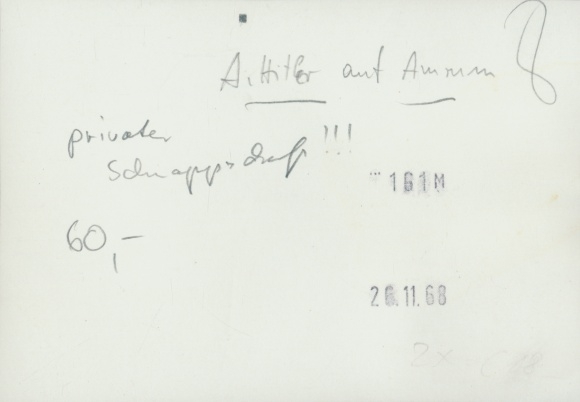 A. Hitler auf Amrum
privater
Schnappschuß !!!
161M
60,-
26.11.68